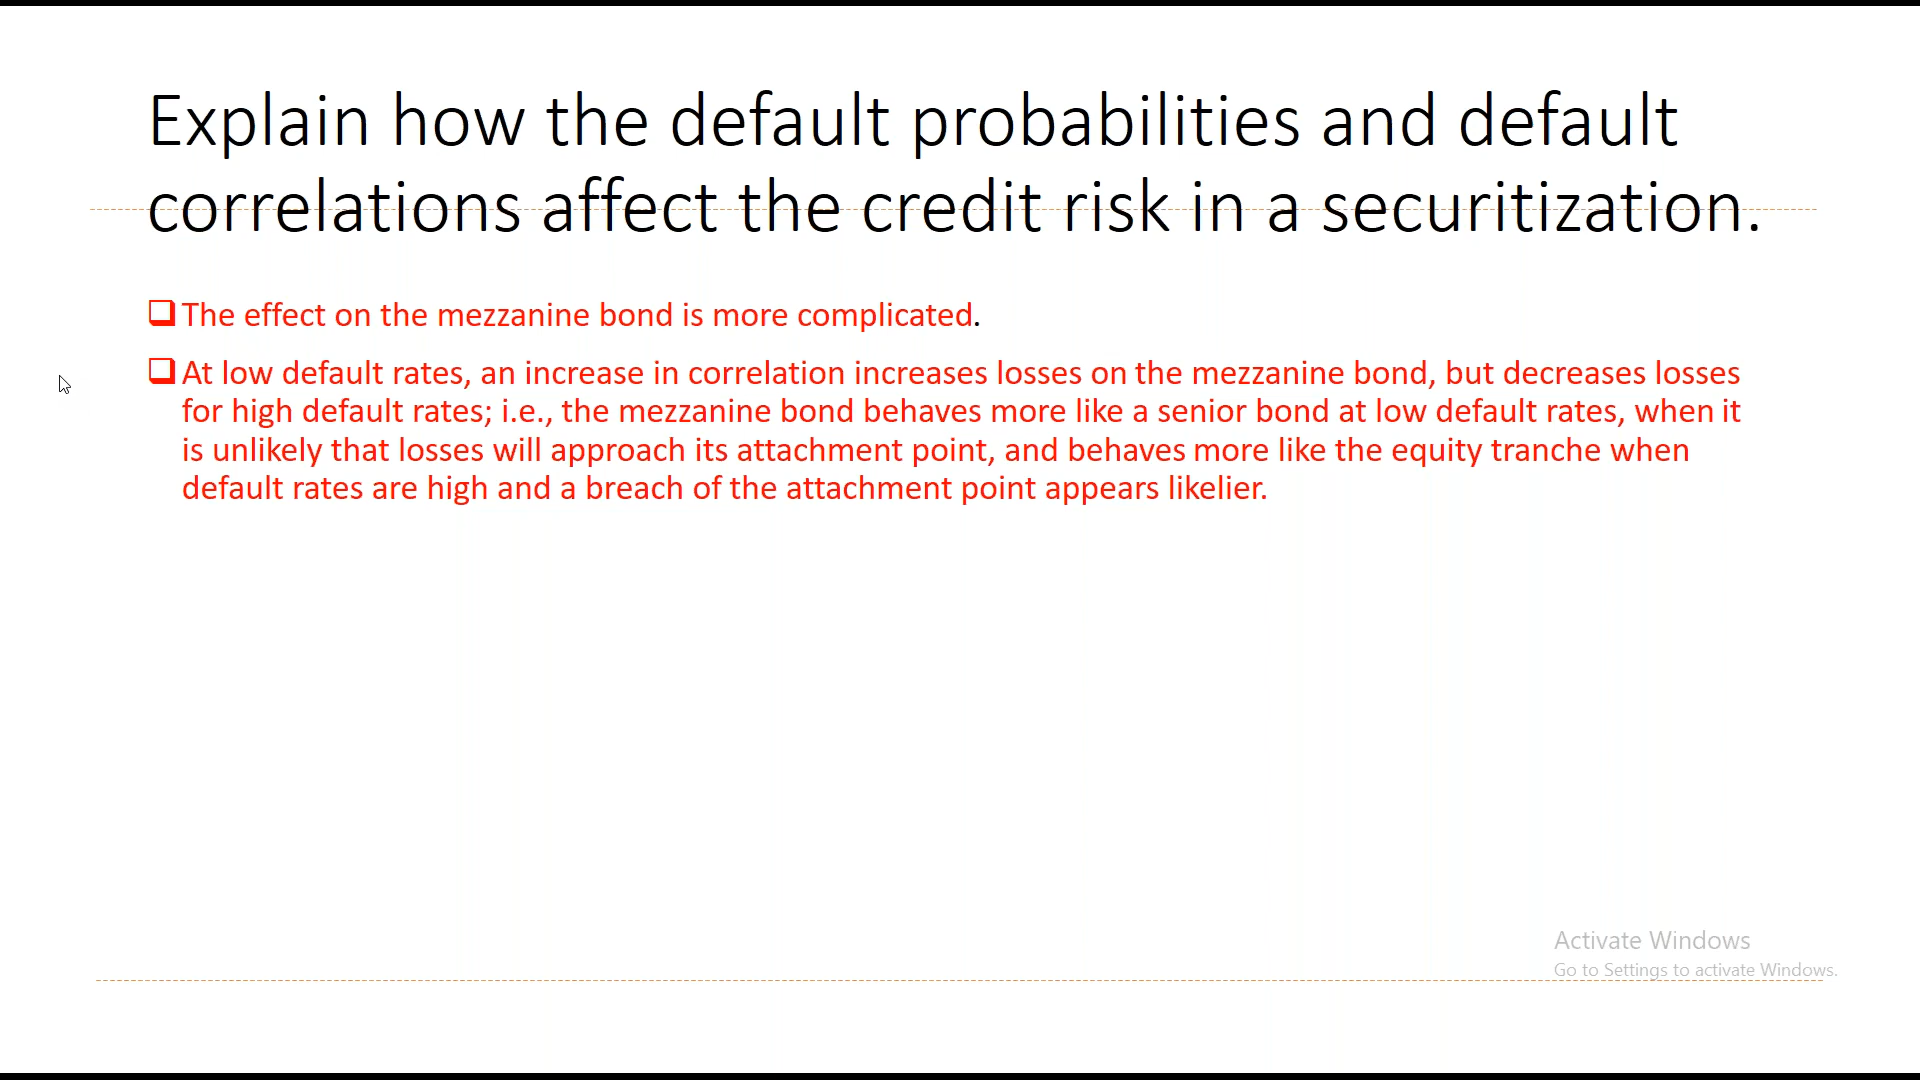 Explain how the default probabilities and default
correlations affect the credit risk in a securitization.
The effect on the mezzanine bond is more complicated.
At low default rates, an increase in correlation increases losses on the mezzanine bond, but decreases losses
for high default rates; i.e., the mezzanine bond behaves more like a senior bond at low default rates, when it
is unlikely that losses will approach its attachment point, and behaves more like the equity tranche when
default rates are high and a breach of the attachment point appears likelier.
Activate Windows
Go to Settings to activate Windows.